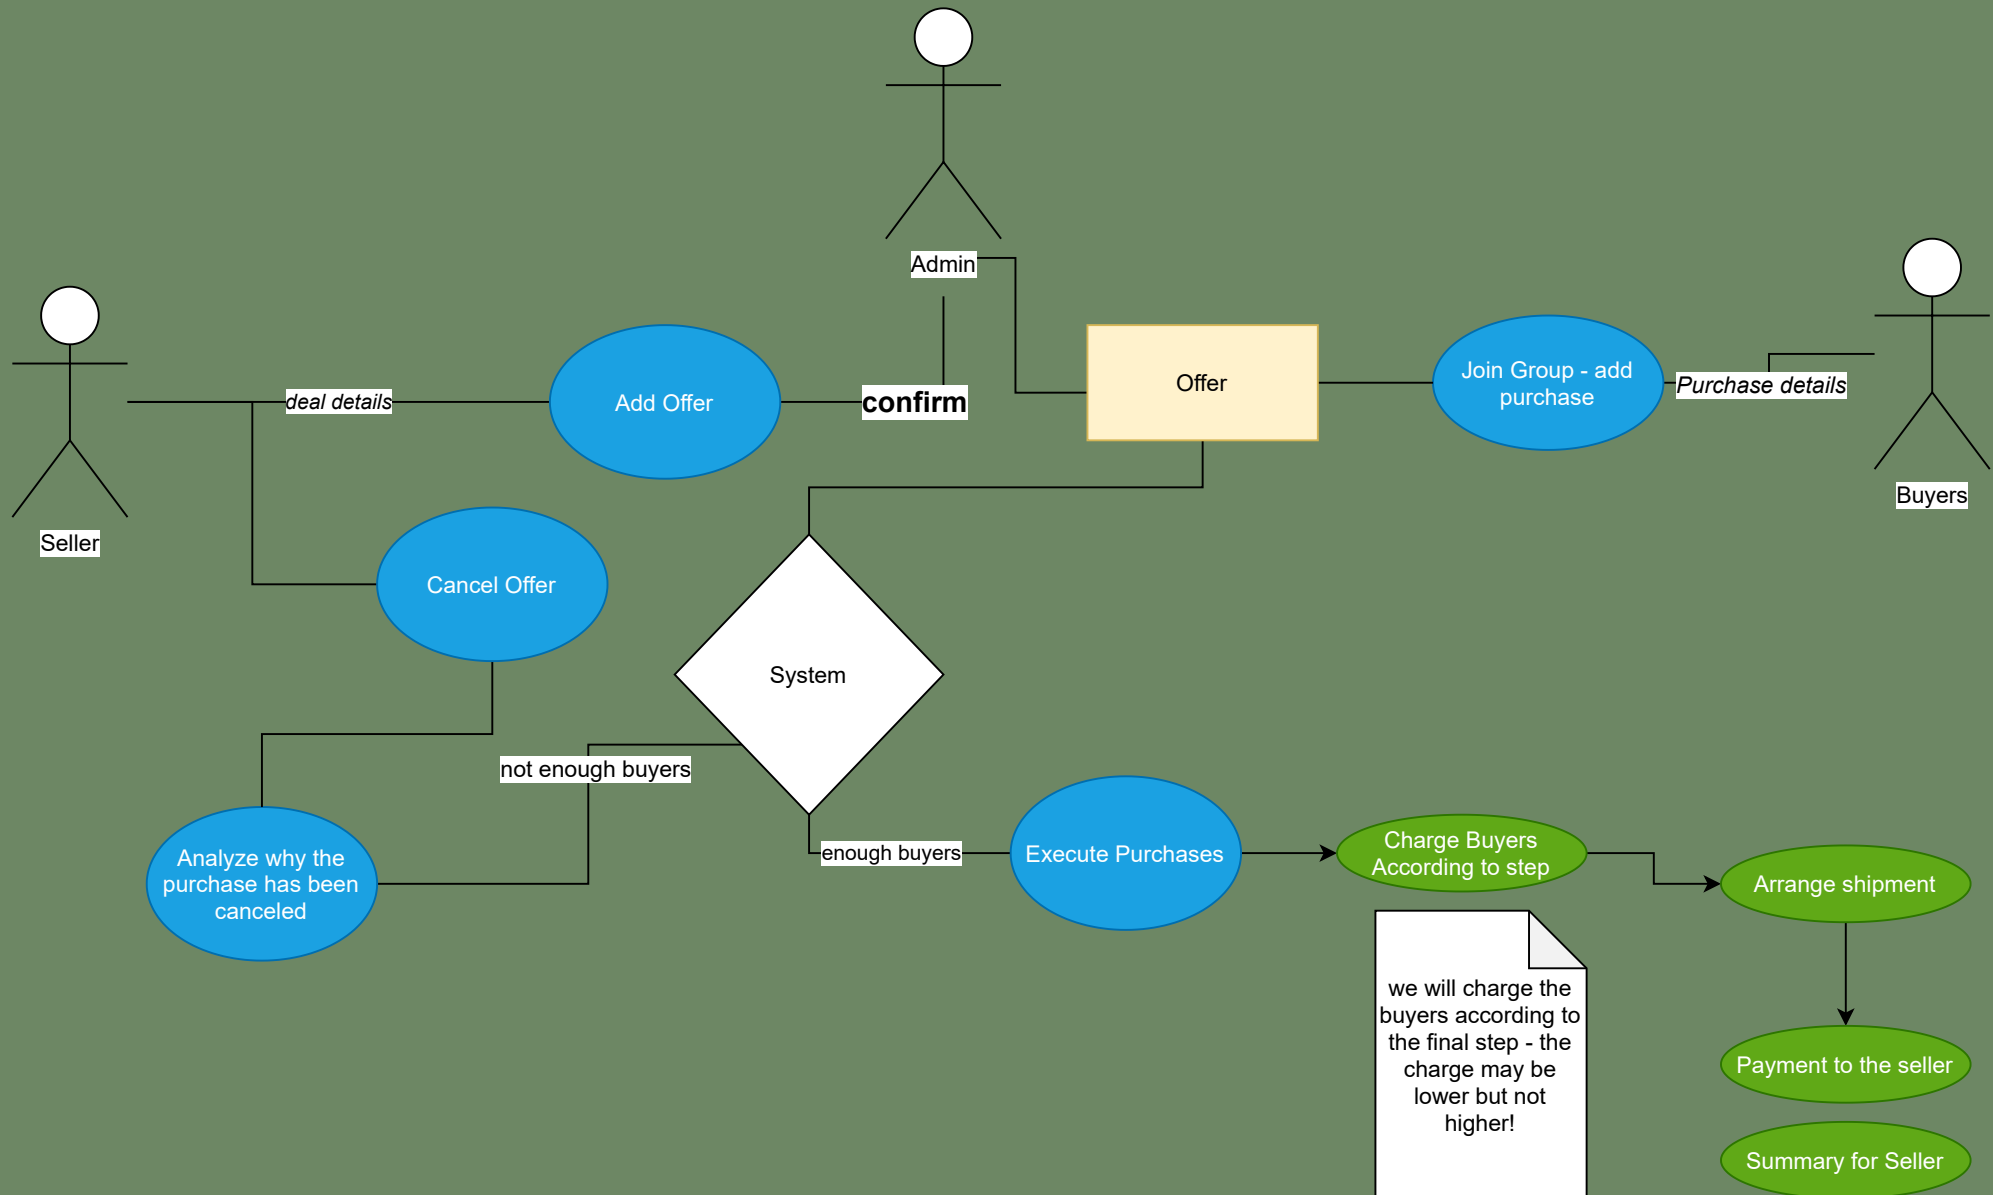 Admin
deal details
Add Offer
confirm
Offer
Join Group - add
purchase
Purchase details
Buyers
Seller
Cancel Offer
System
not enough buyers
enough buyers
Execute Purchases
Charge Buyers
According to step
Arrange shipment
Analyze why the
purchase has been
canceled
we will charge the
buyers according to
the final step - the
charge may be
lower but not
higher!
Payment to the seller
Summary for Seller